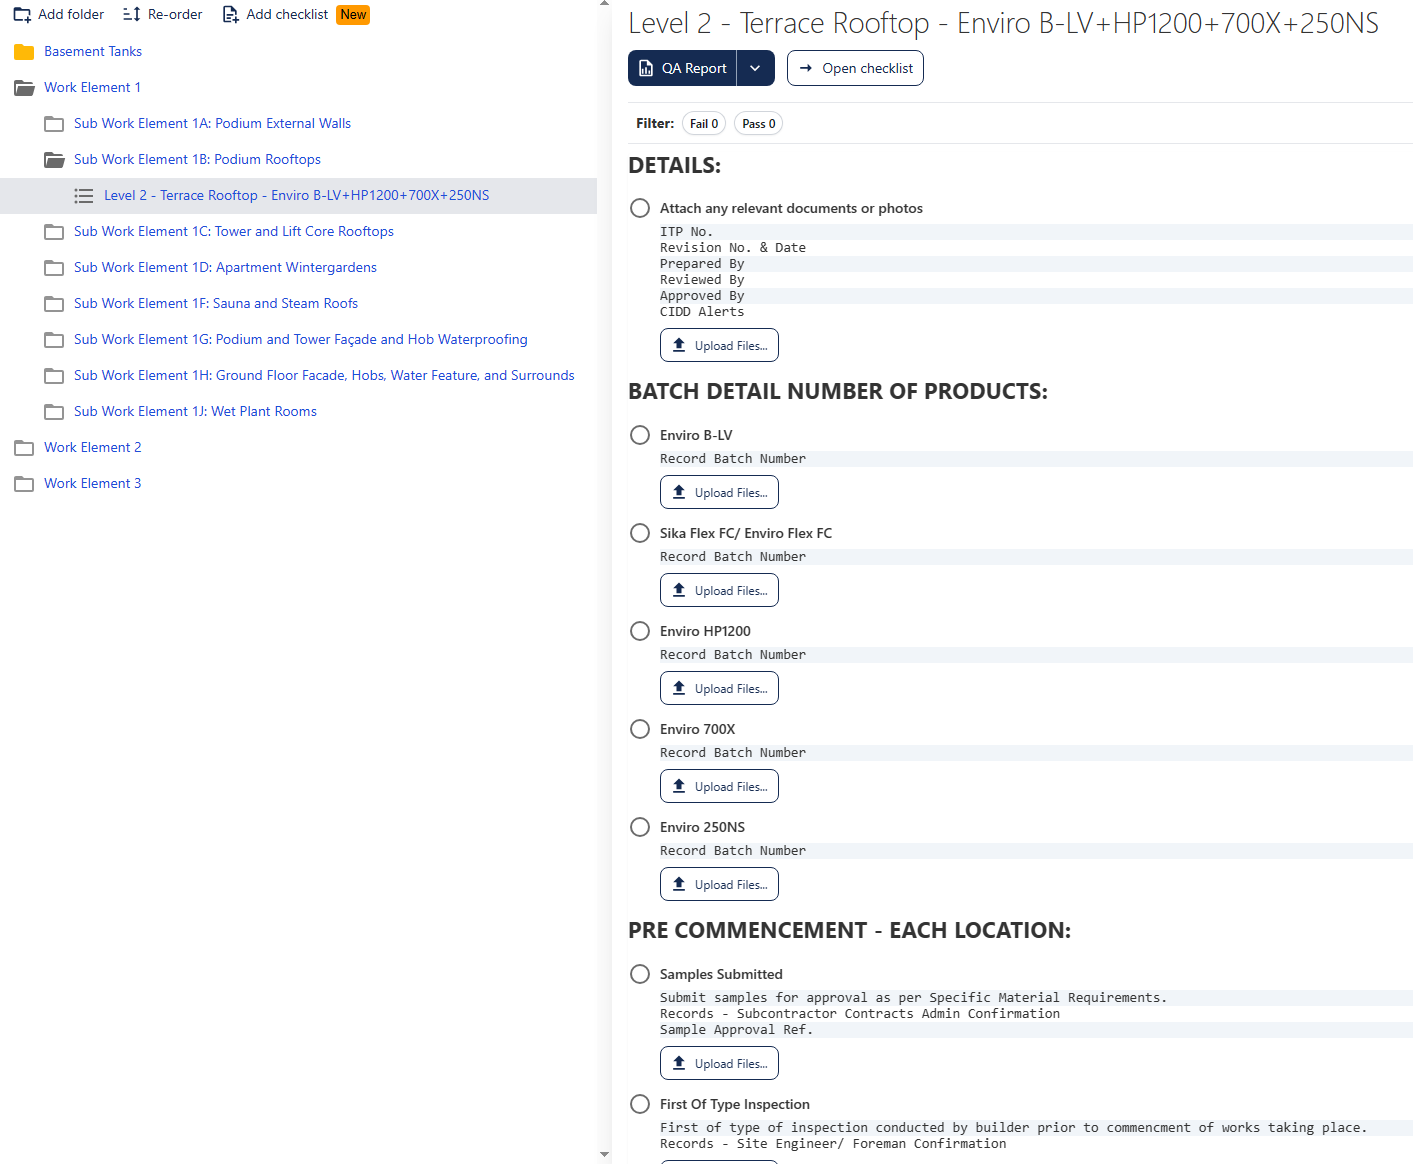 Add folder
Re-order
Add checklist
New
Basement Tanks
Work Element 1
Sub Work Element 1A: Podium External Walls
Sub Work Element 1B: Podium Rooftops
Level 2 - Terrace Rooftop - Enviro B-LV+HP1200+700X+250NS
Sub Work Element 1C: Tower and Lift Core Rooftops
Sub Work Element 1D: Apartment Wintergardens
Sub Work Element 1F: Sauna and Steam Roofs
Sub Work Element 1G: Podium and Tower Façade and Hob Waterproofing
Sub Work Element 1H: Ground Floor Facade, Hobs, Water Feature, and Surrounds
Sub Work Element 1J: Wet Plant Rooms
Work Element 2
Work Element 3
Level 2 - Terrace Rooftop - Enviro B-LV+HP1200+700X+250NS
QA Report
Open checklist
Filter: Fail 0 Pass 0
DETAILS:
Attach any relevant documents or photos
ITP No.
Revision No. & Date
Prepared By
Reviewed By
Approved By
CIDD Alerts
Upload Files...
BATCH DETAIL NUMBER OF PRODUCTS:
Enviro B-LV
Record Batch Number
Upload Files...
Sika Flex FC/ Enviro Flex FC
Record Batch Number
Upload Files...
Enviro HP1200
Record Batch Number
Upload Files...
Enviro 700X
Record Batch Number
Upload Files...
Enviro 250NS
Record Batch Number
Upload Files...
PRE COMMENCEMENT - EACH LOCATION:
Samples Submitted
Submit samples for approval as per Specific Material Requirements.
Records - Subcontractor Contracts Admin Confirmation
Sample Approval Ref.
Upload Files...
First Of Type Inspection
First of type of inspection conducted by builder prior to commencment of works taking place.
Records - Site Engineer/ Foreman Confirmation